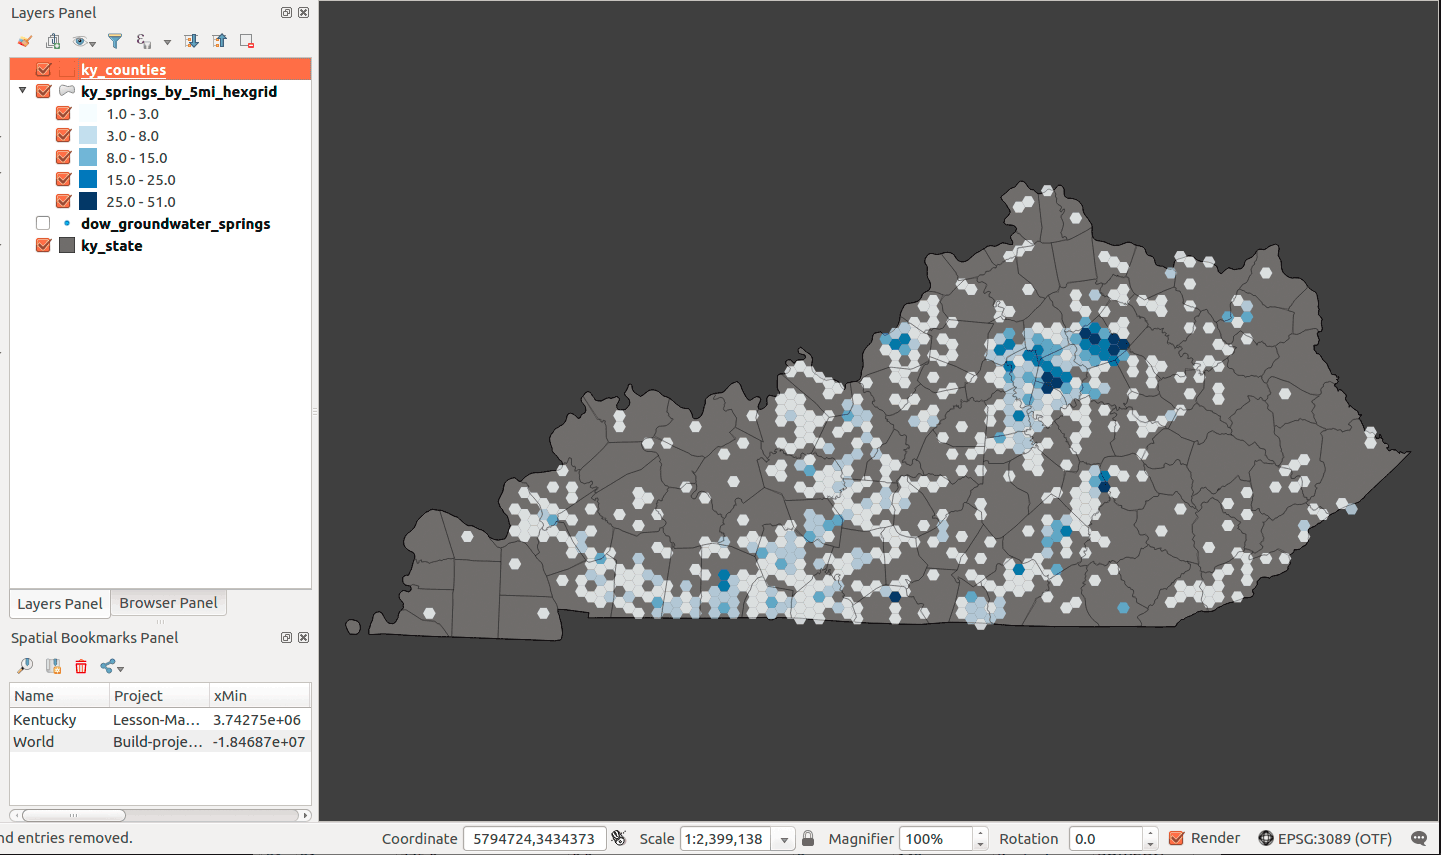 Layers Panel
ky_counties
ky_springs_by_5mi_hexgrid
1.0 - 3.0
3.0 - 8.0
8.0 - 15.0
15.0 - 25.0
25.0 - 51.0
dow_groundwater_springs
ky_state
Layers Panel Browser Panel
Spatial Bookmarks Panel
Name Project xMin
Kentucky Lesson-Ma... 3.74275e+06
World Build-proje... -1.84687e+07
nd entries removed. Coordinate 5794724,3434373 Scale 1:2,399,138 Magnifier 100% Rotation 0.0 Render EPSG:3089 (OTF)